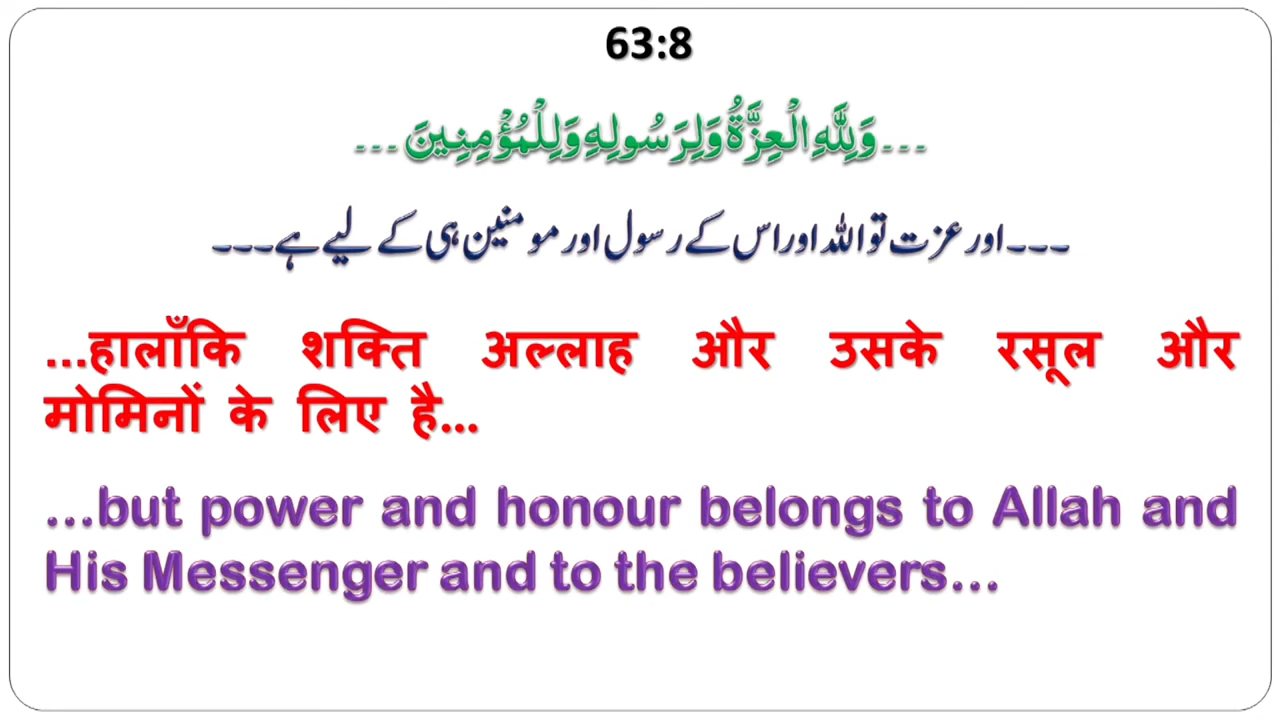 63:8
---وَلِلَّهِ الْعِزَّةُ وَلِرَسُولِهِ وَلِلْمُؤْمِنِينَ---
---اور عزت تو اللہ اور اس کے رسول اور مومنین ہی کے لیے ہے---
...हालाँकि शक्ति अल्लाह और उसके रसूल और
मोमिनों के लिए है...
...but power and honour belongs to Allah and
His Messenger and to the believers...